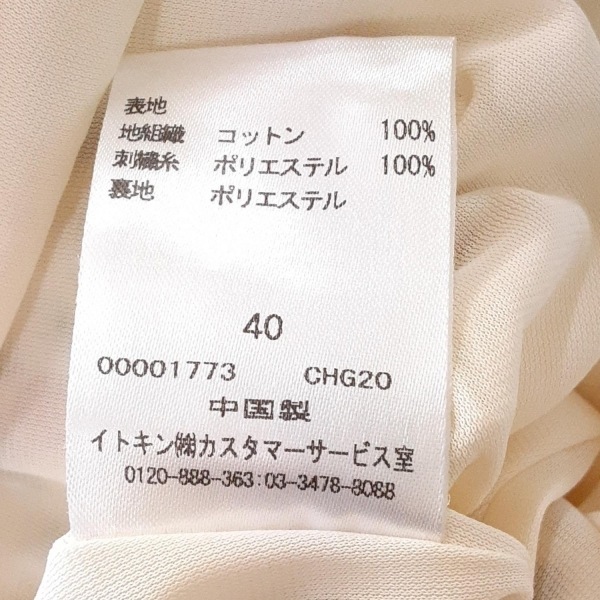 表地
地組織 コットン 100%
刺繍糸 ポリエステル 100%
裏地 ポリエステル
40
00001773 CHG20
中国製
イトキン㈱カスタマーサービス室
0120-888-363:03-3478-8088